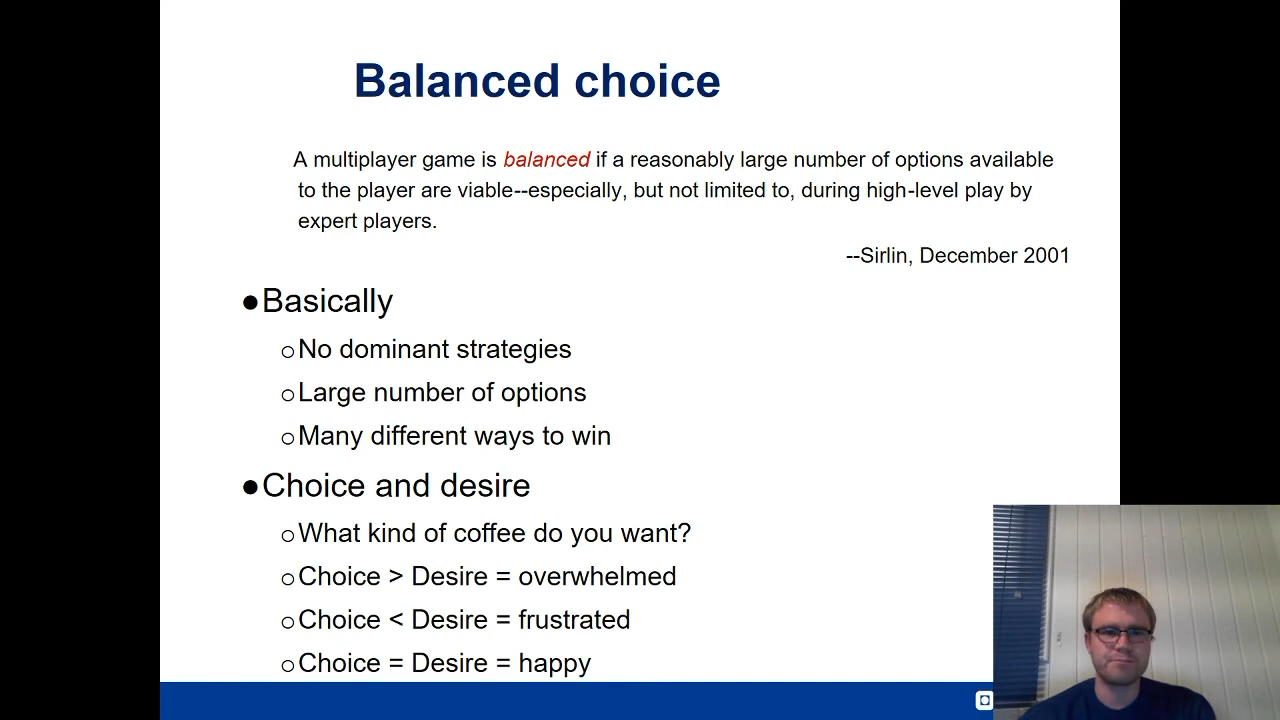 Balanced choice
A multiplayer game is balanced if a reasonably large number of options available
to the player are viable--especially, but not limited to, during high-level play by
expert players.
--Sirlin, December 2001
●Basically
○No dominant strategies
○Large number of options
○Many different ways to win
●Choice and desire
○What kind of coffee do you want?
○Choice > Desire = overwhelmed
○Choice < Desire = frustrated
○Choice = Desire = happy